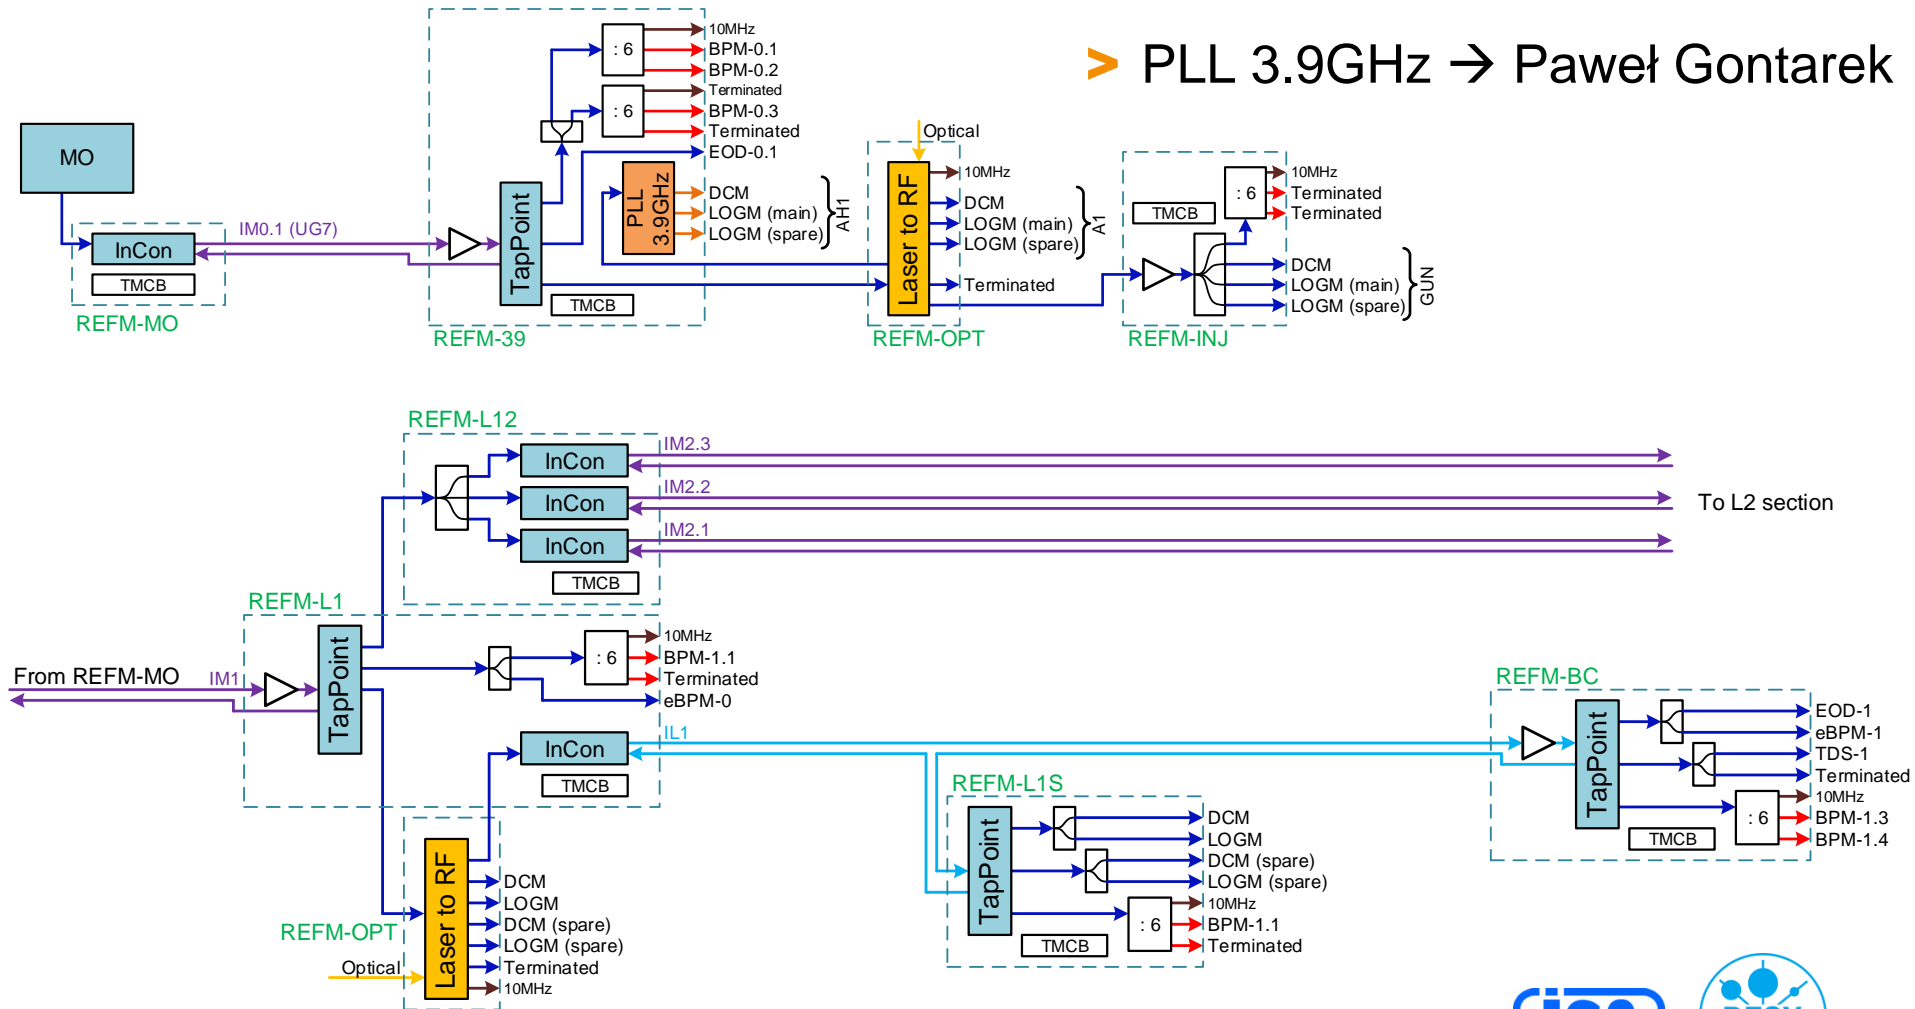 > PLL 3.9GHz → Paweł Gontarek
MO
InCon
TMCB
REFM-MO
IM0.1 (UG7)
: 6
10MHz
BPM-0.1
BPM-0.2
: 6
Terminated
BPM-0.3
Terminated
EOD-0.1
TapPoint
PLL
3.9GHz
DCM
LOGM (main)
LOGM (spare)
AH1
TMCB
REFM-39
Optical
Laser to RF
10MHz
DCM
LOGM (main)
LOGM (spare)
A1
Terminated
REFM-OPT
TMCB
: 6
10MHz
Terminated
Terminated
DCM
LOGM (main)
LOGM (spare)
GUN
REFM-INJ
REFM-L12
InCon
IM2.3
InCon
IM2.2
InCon
IM2.1
TMCB
To L2 section
REFM-L1
From REFM-MO
IM1
TapPoint
: 6
10MHz
BPM-1.1
Terminated
eBPM-0
InCon
IL1
TMCB
REFM-OPT
Optical
Laser to RF
DCM
LOGM
DCM (spare)
LOGM (spare)
Terminated
10MHz
REFM-L1S
TapPoint
DCM
LOGM
DCM (spare)
LOGM (spare)
: 6
10MHz
BPM-1.1
Terminated
TMCB
REFM-BC
TapPoint
EOD-1
eBPM-1
TDS-1
Terminated
: 6
10MHz
BPM-1.3
BPM-1.4
TMCB